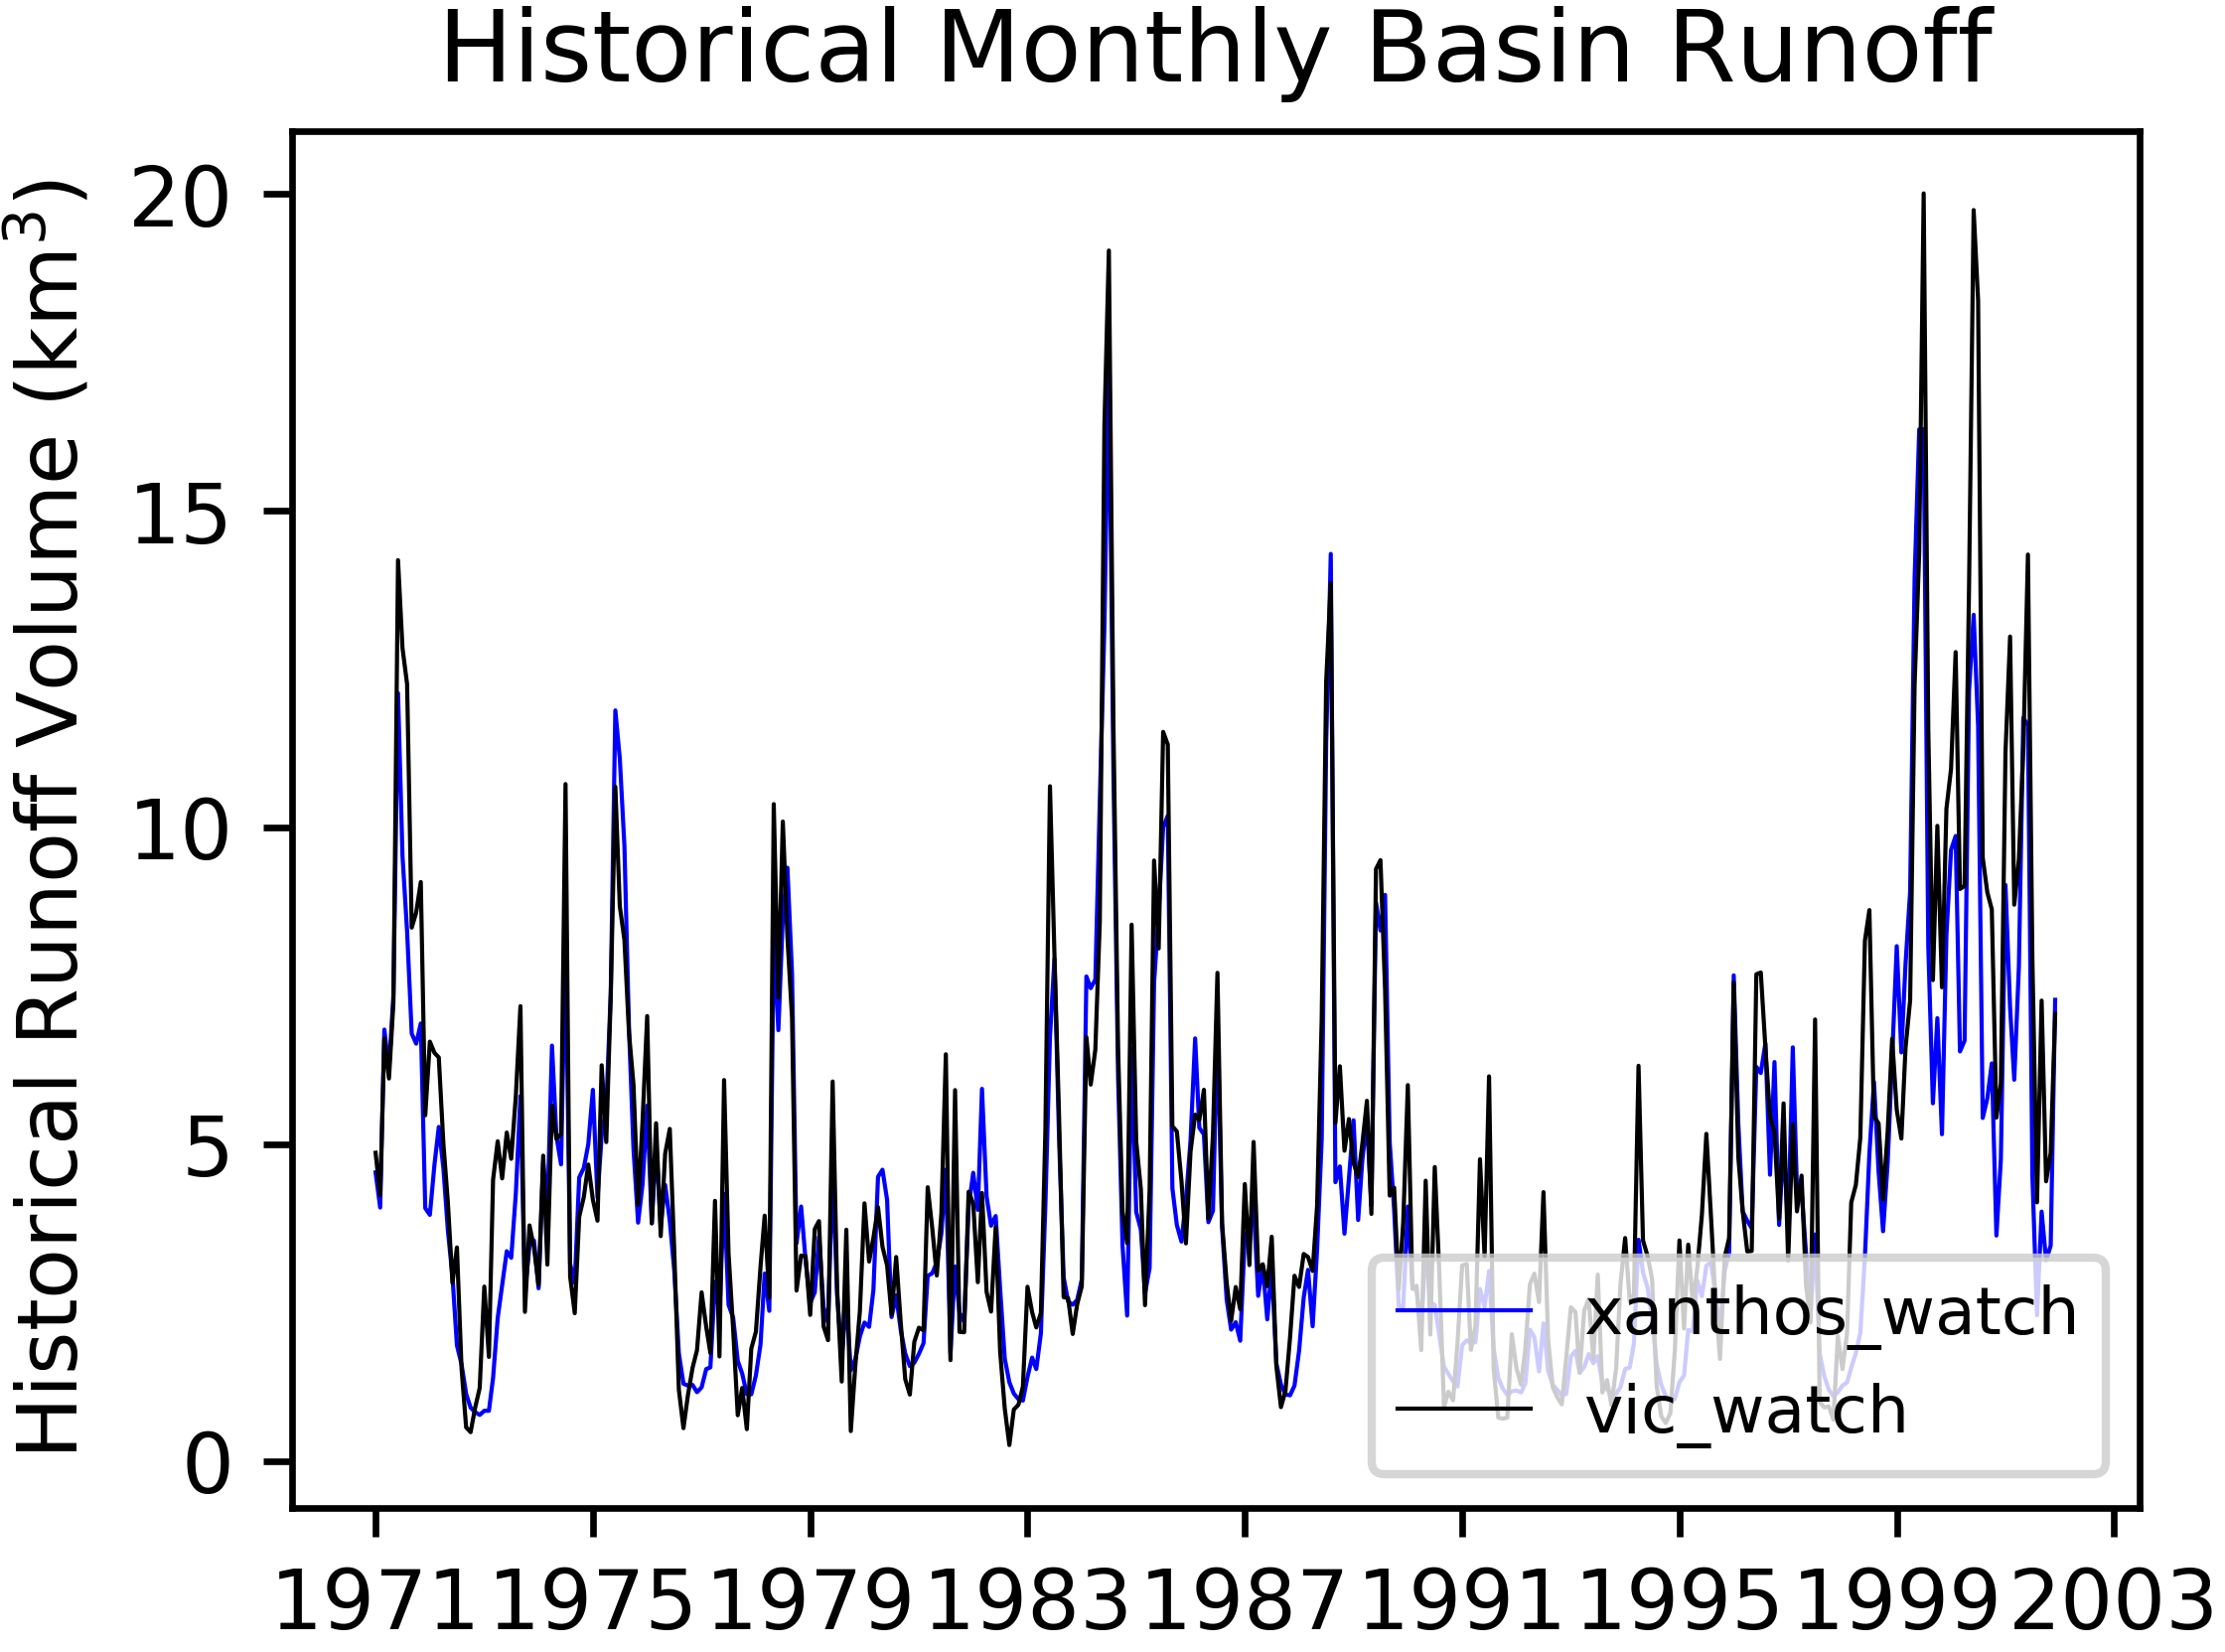 Historical Monthly Basin Runoff
Historical Runoff Volume (km³)
20
15
10
5
0
xanthos_watch
vic_watch
1971 1975 1979 1983 1987 1991 1995 1999 2003